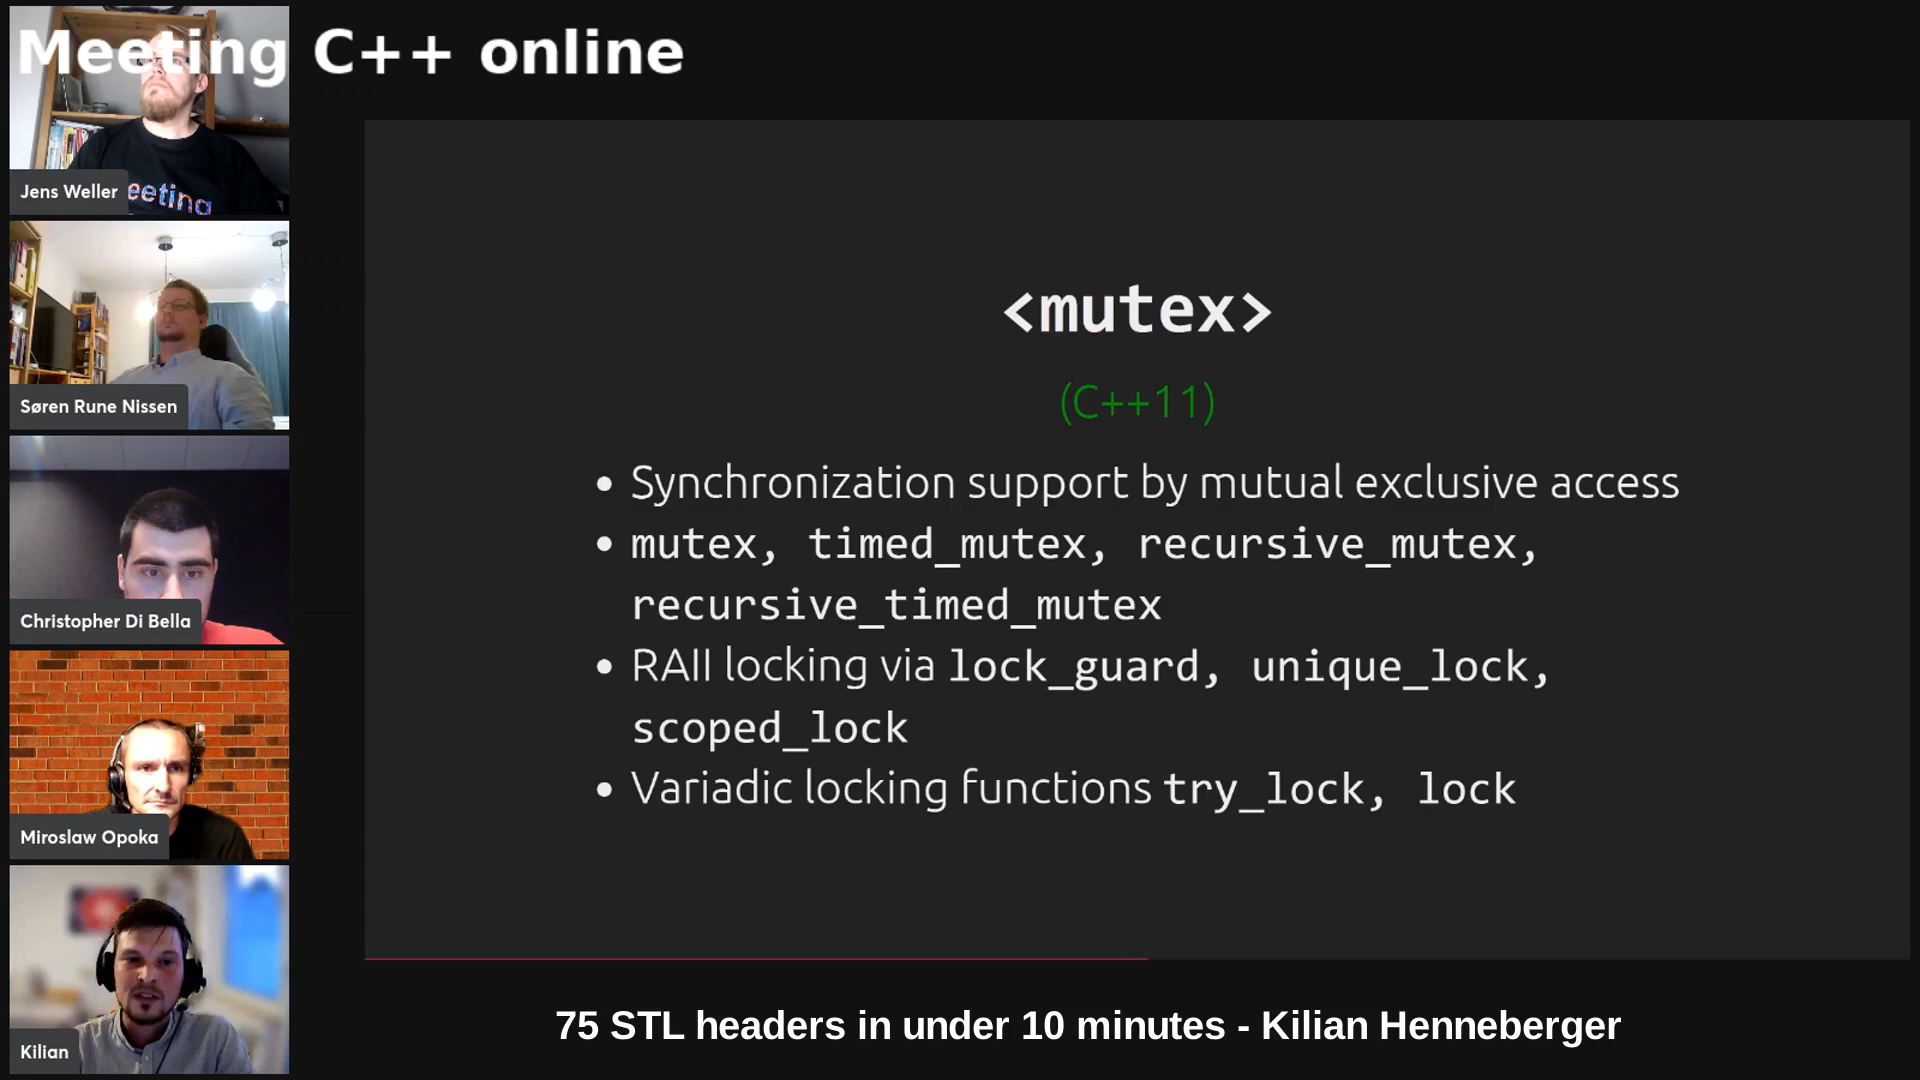 Meeting C++ online
Jens Weller
eeting
Søren Rune Nissen
Christopher Di Bella
Miroslaw Opoka
Kilian
<mutex>
(C++11)
• Synchronization support by mutual exclusive access
• mutex, timed_mutex, recursive_mutex,
recursive_timed_mutex
• RAII locking via lock_guard, unique_lock,
scoped_lock
• Variadic locking functions try_lock, lock
75 STL headers in under 10 minutes - Kilian Henneberger